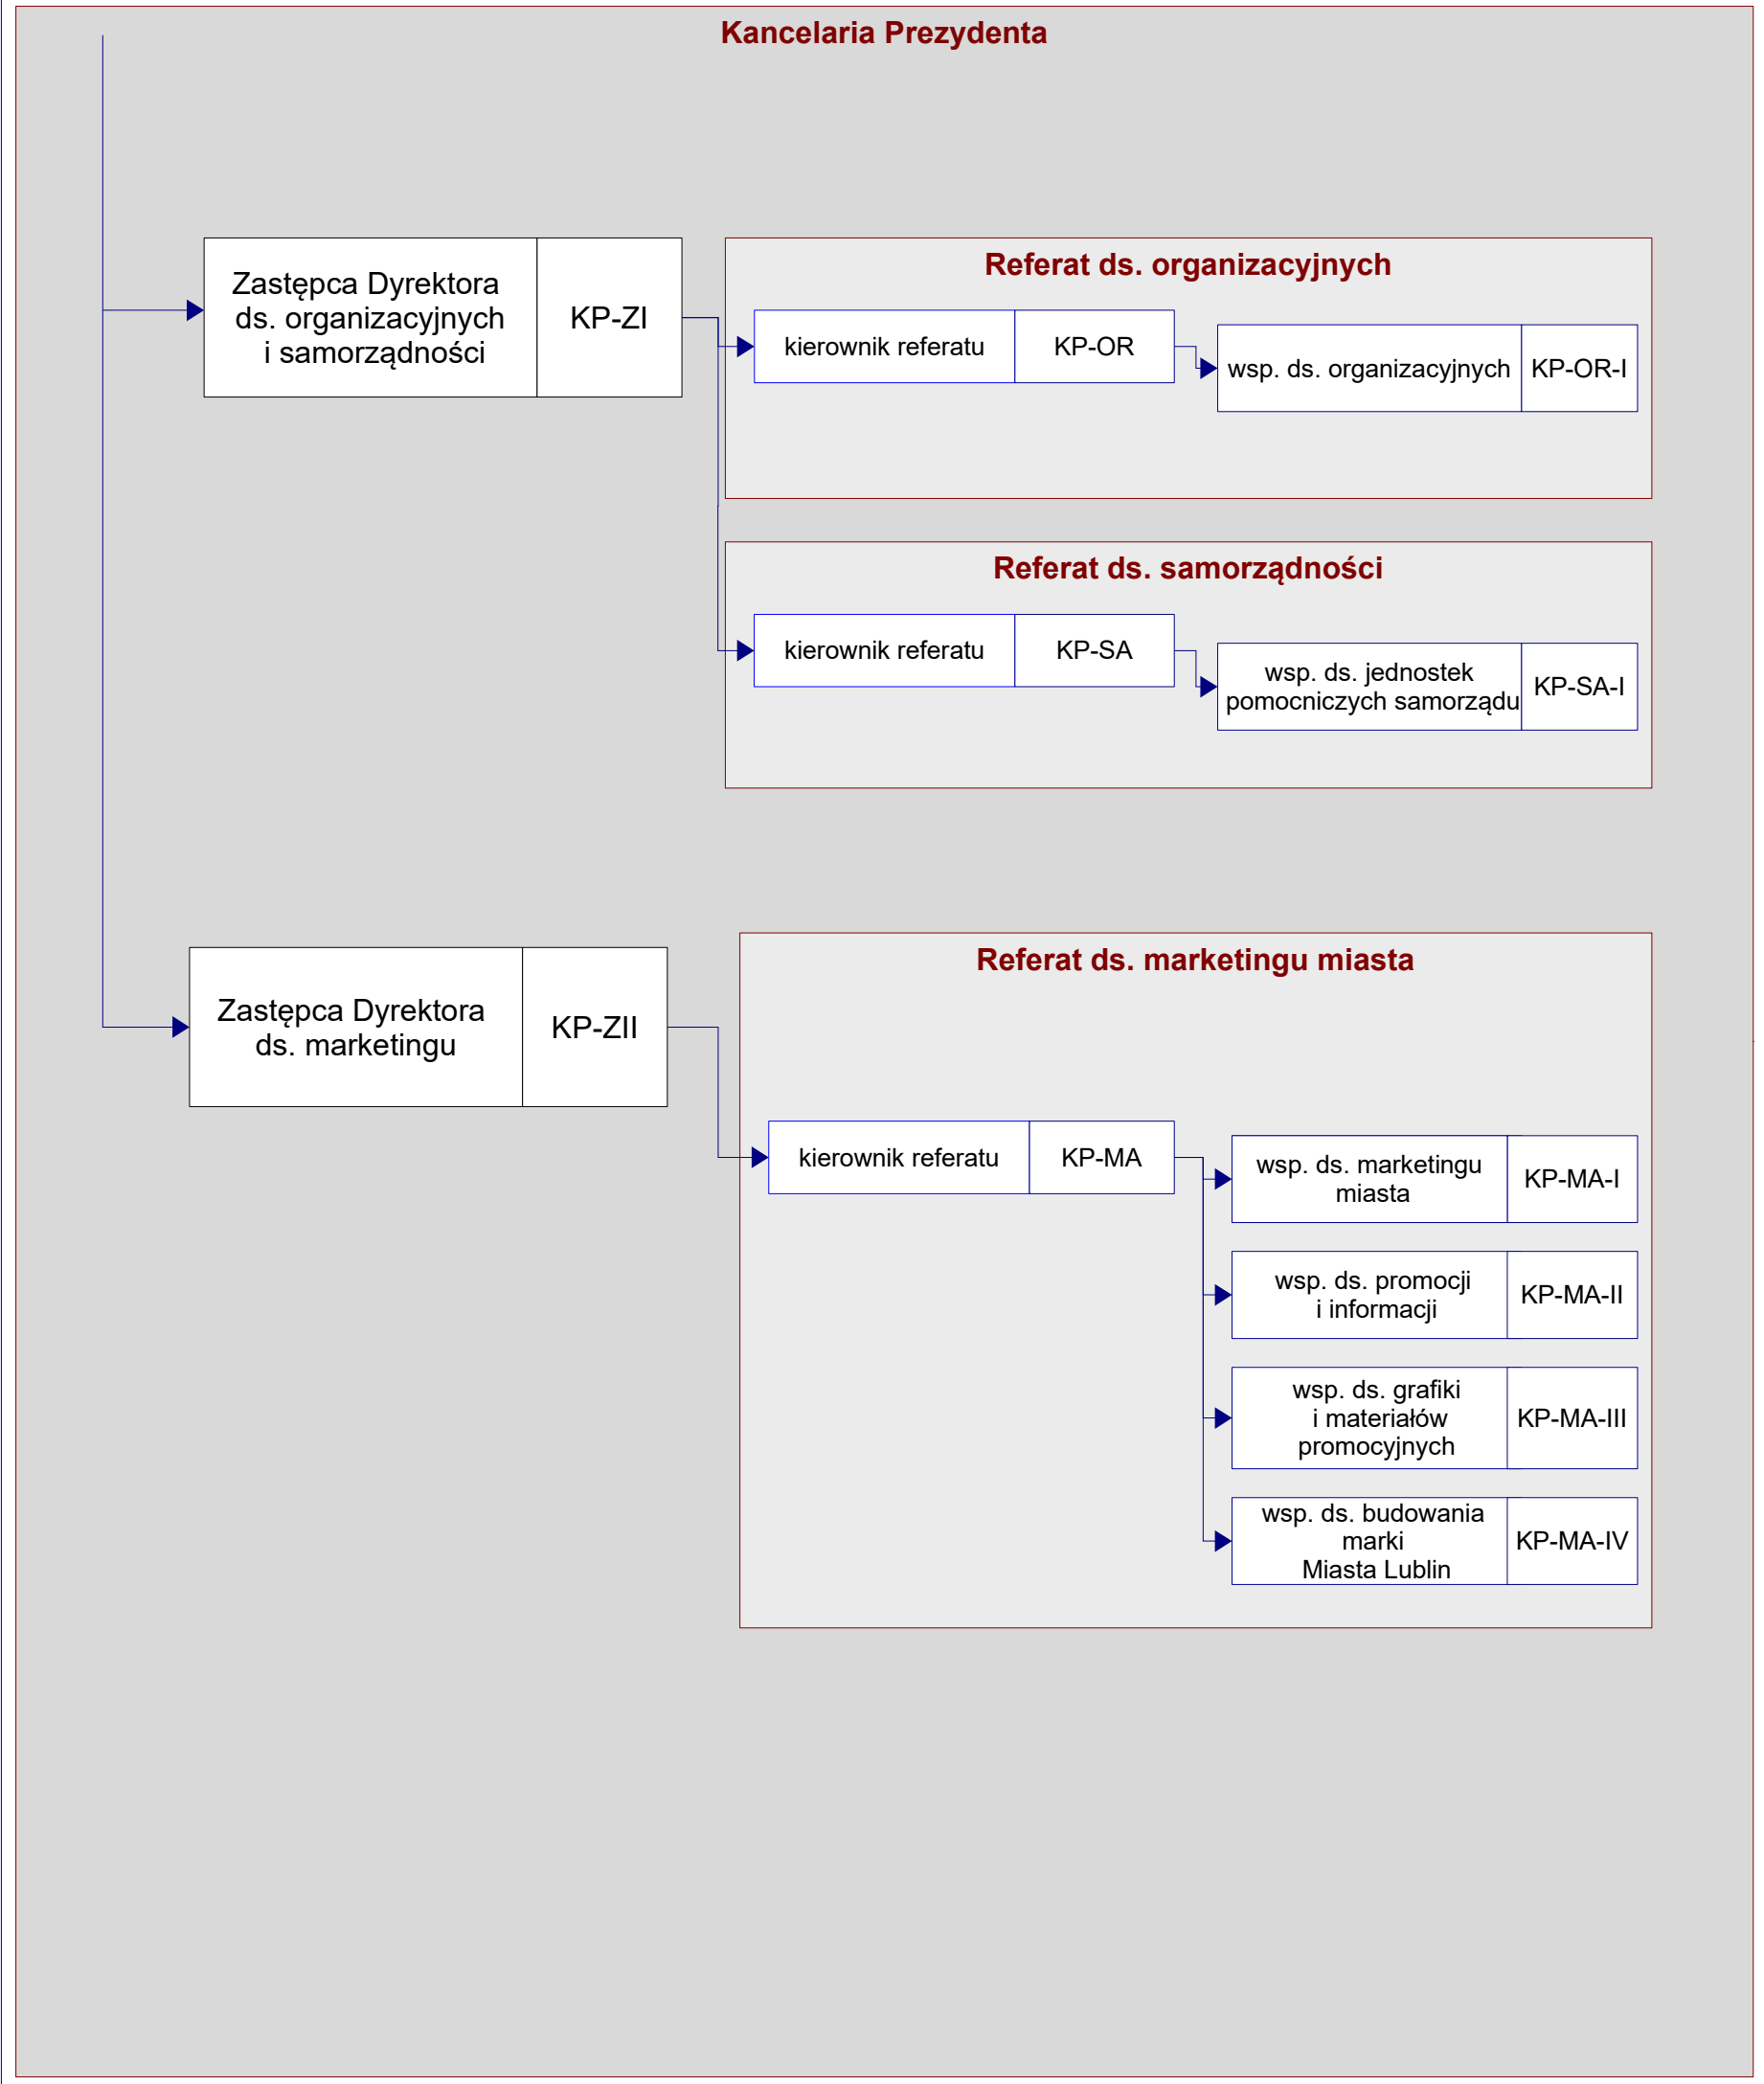 Kancelaria Prezydenta
Zastępca Dyrektora
ds. organizacyjnych
i samorządności
KP-ZI
Referat ds. organizacyjnych
kierownik referatu
KP-OR
wsp. ds. organizacyjnych
KP-OR-I
Referat ds. samorządności
kierownik referatu
KP-SA
wsp. ds. jednostek
pomocniczych samorządu
KP-SA-I
Zastępca Dyrektora
ds. marketingu
KP-ZII
Referat ds. marketingu miasta
kierownik referatu
KP-MA
wsp. ds. marketingu
miasta
KP-MA-I
wsp. ds. promocji
i informacji
KP-MA-II
wsp. ds. grafiki
i materiałów
promocyjnych
KP-MA-III
wsp. ds. budowania
marki
Miasta Lublin
KP-MA-IV